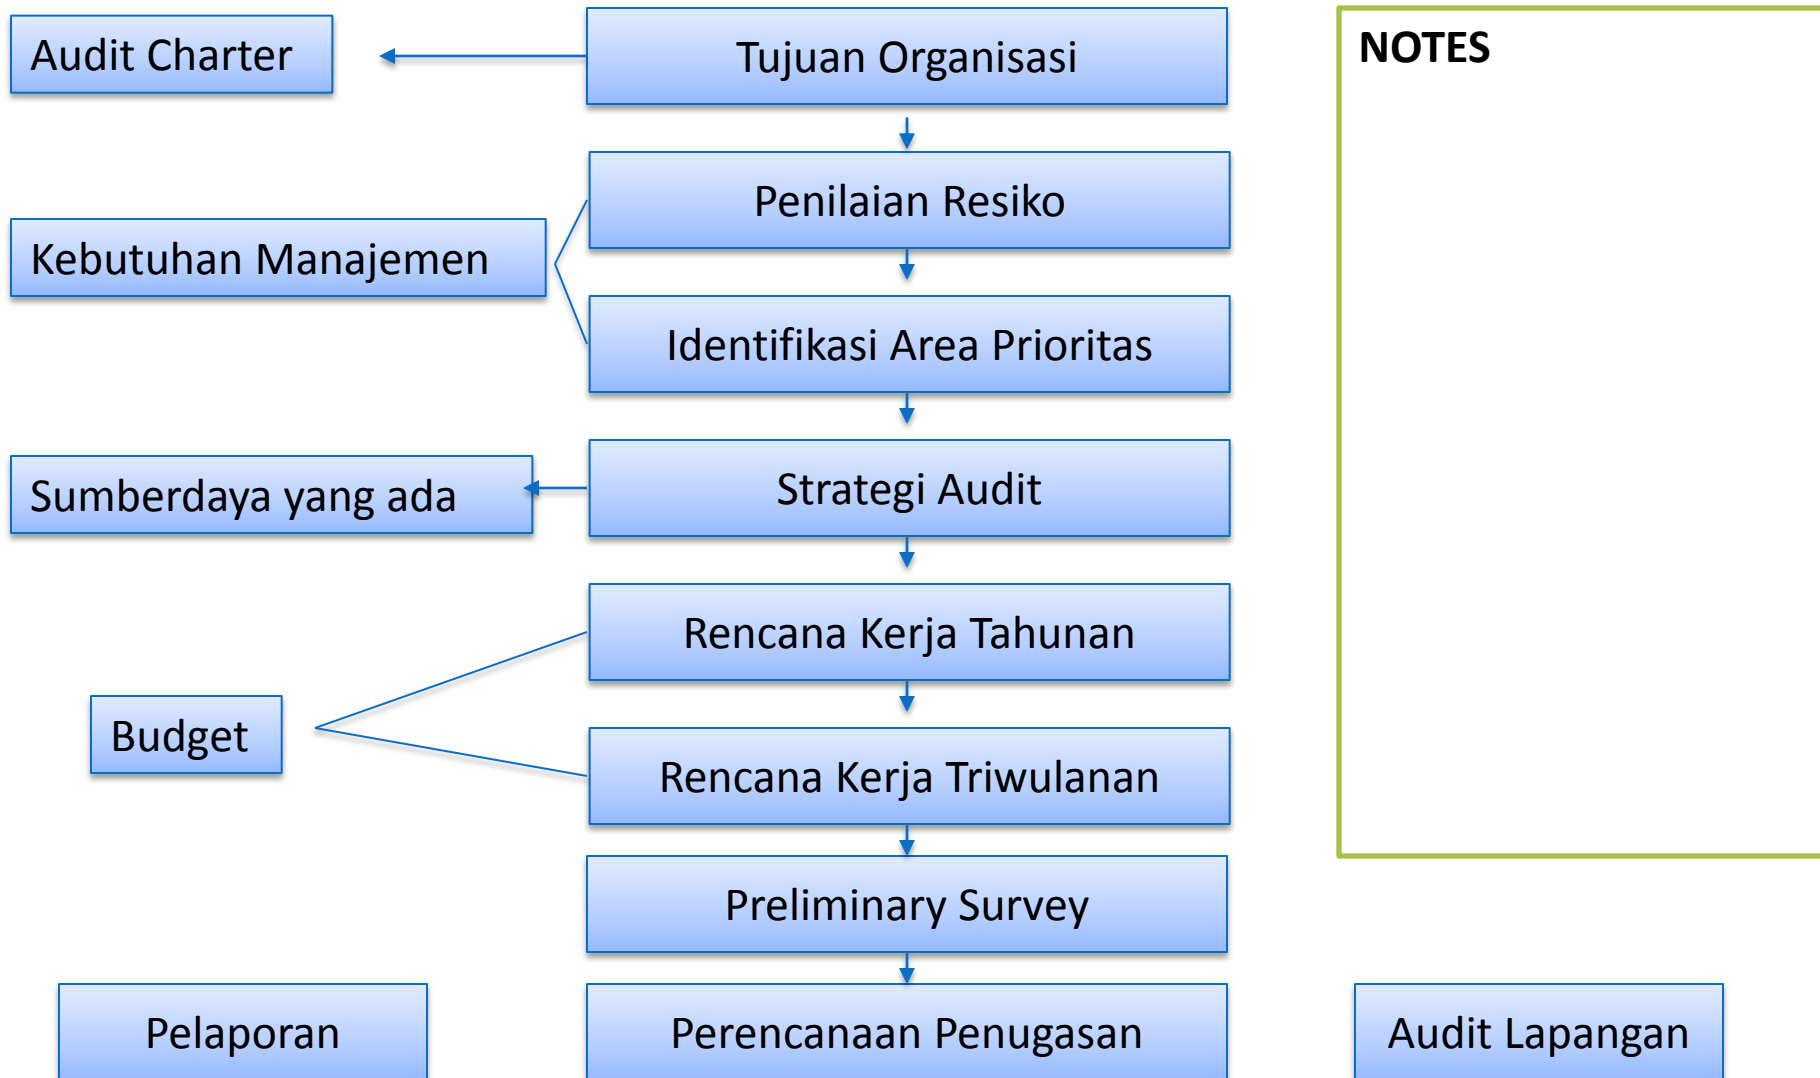 Audit Charter
Tujuan Organisasi
NOTES
Penilaian Resiko
Kebutuhan Manajemen
Identifikasi Area Prioritas
Sumberdaya yang ada
Strategi Audit
Rencana Kerja Tahunan
Budget
Rencana Kerja Triwulanan
Preliminary Survey
Pelaporan
Perencanaan Penugasan
Audit Lapangan